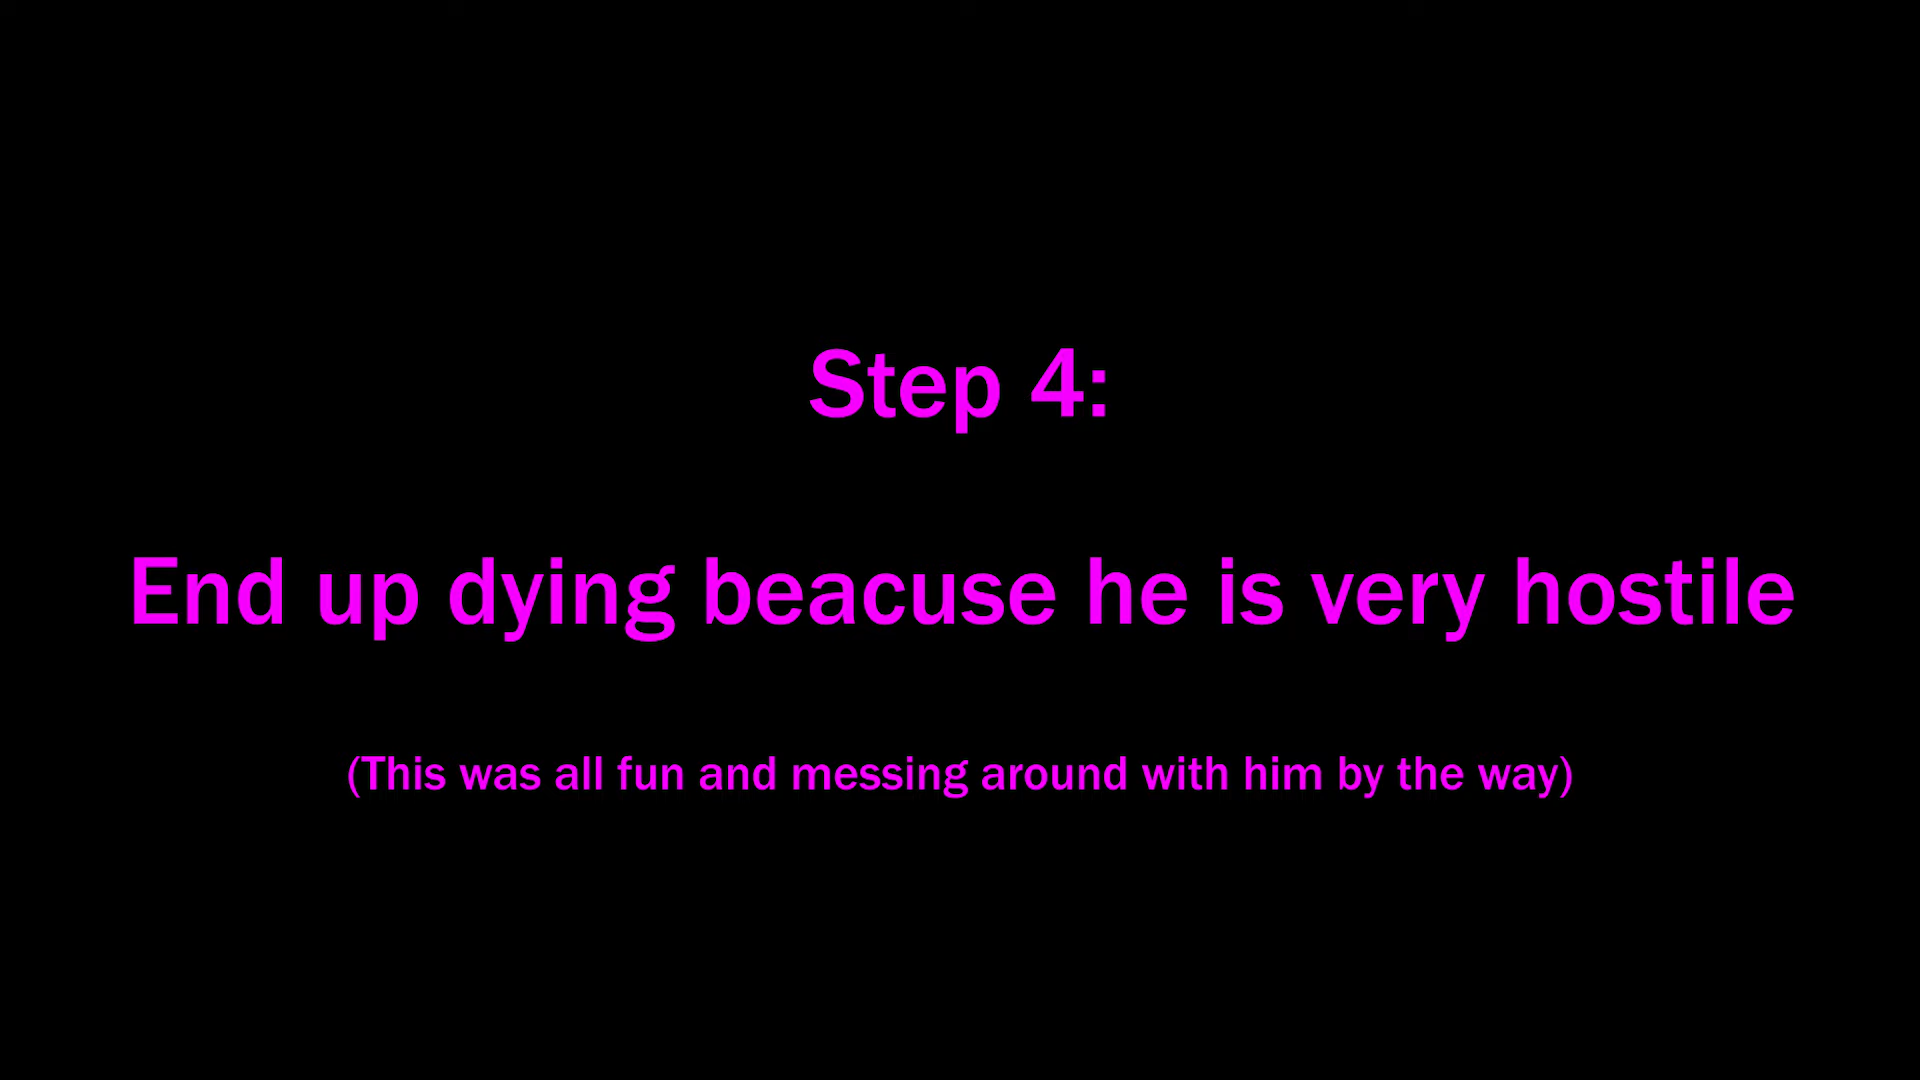 Step 4:
End up dying beacuse he is very hostile
(This was all fun and messing around with him by the way)